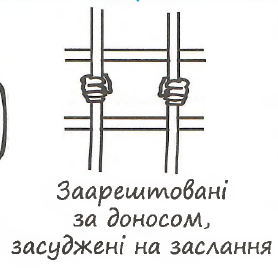 Заарештовані
за доносом,
засуджені на заслання